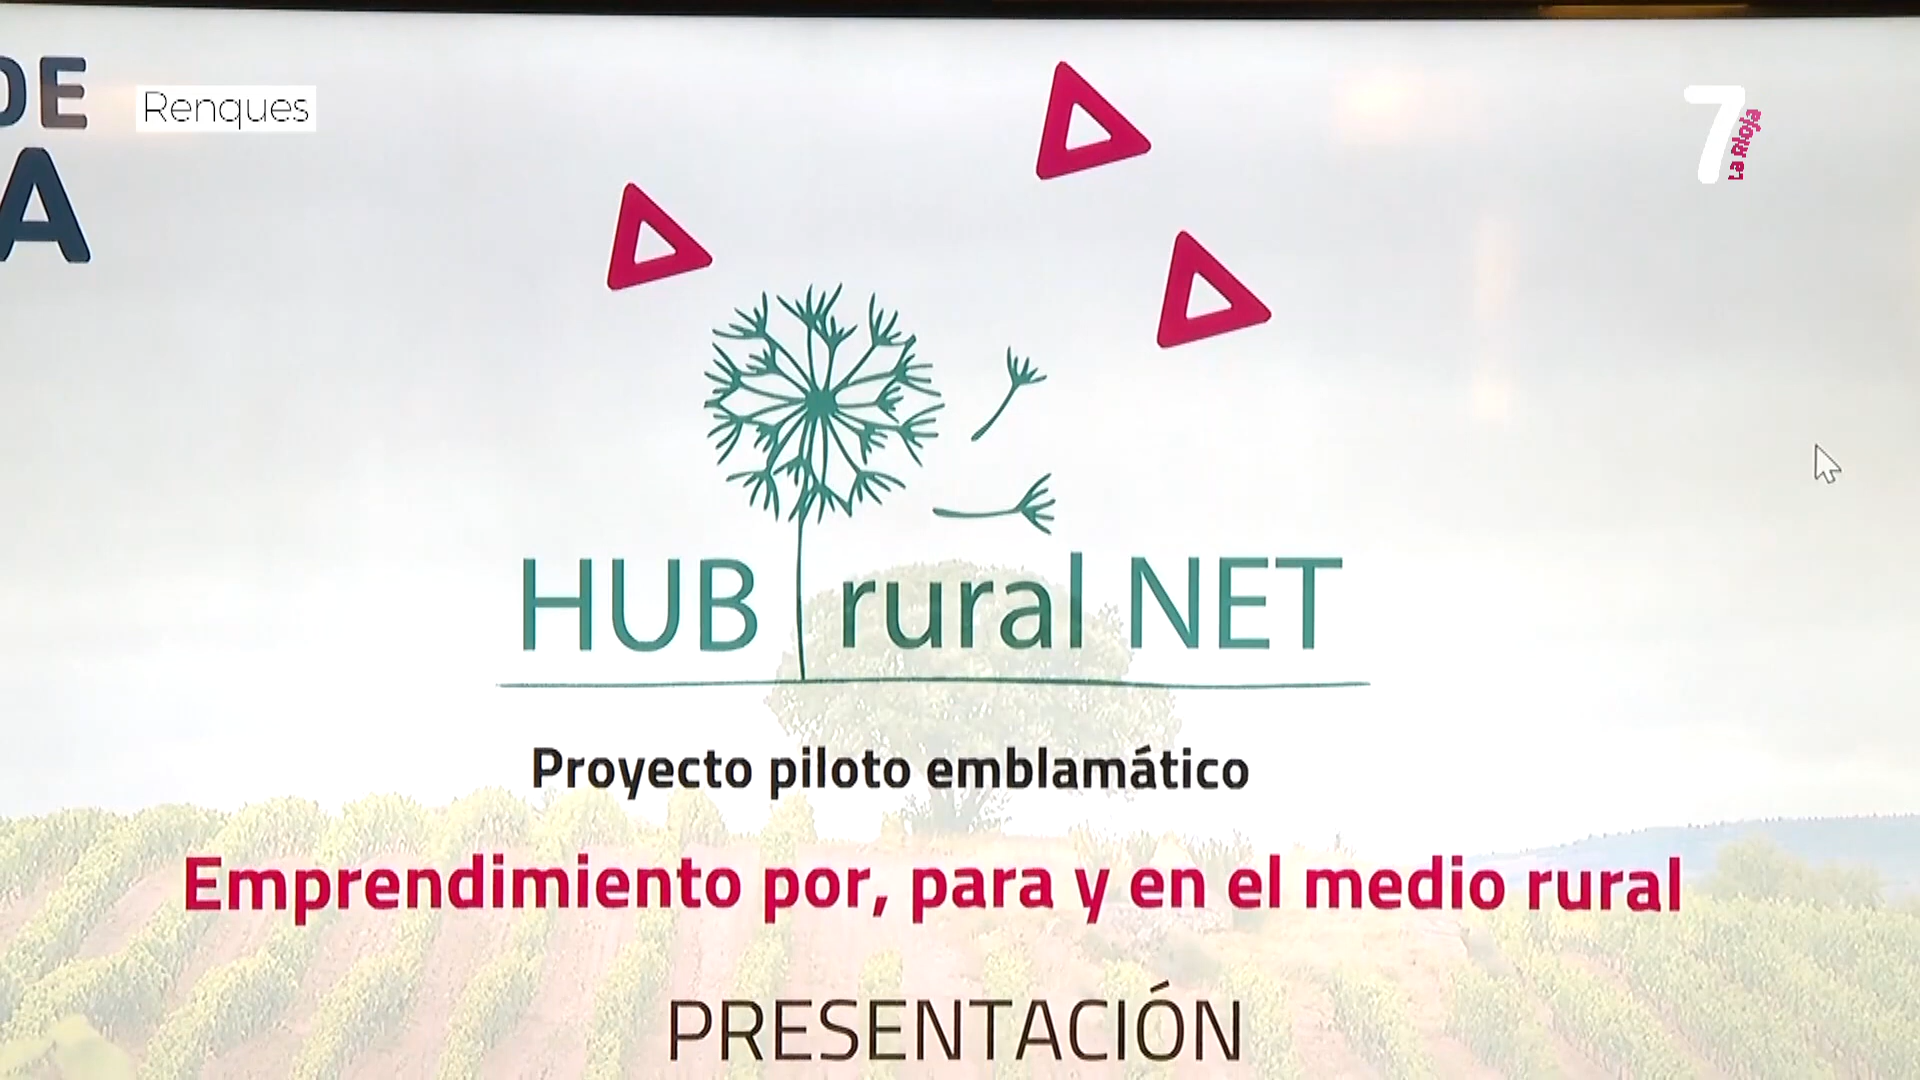 DE
A
Renques
7
La Rioja
HUB rural NET
Proyecto piloto emblamático
Emprendimiento por, para y en el medio rural
PRESENTACIÓN